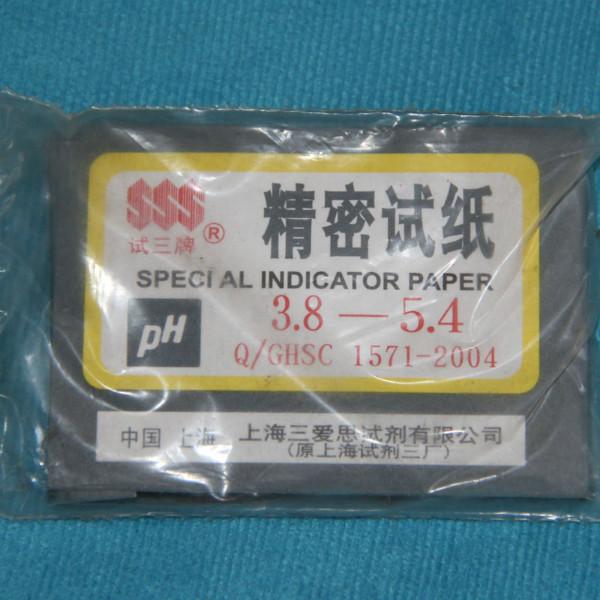 SSS
试三牌®
精密试纸
SPECIAL INDICATOR PAPER
pH
3.8 — 5.4
Q/GHSC 1571-2004
中国 上海 上海三爱思试剂有限公司
(原上海试剂三厂)